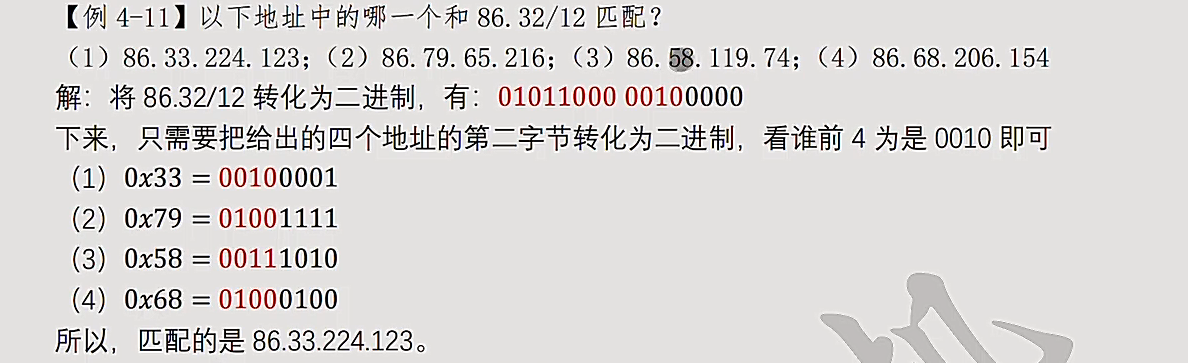 【例 4-11】以下地址中的哪一个和 86.32/12 匹配？
（1）86.33.224.123；（2）86.79.65.216；（3）86.58.119.74；（4）86.68.206.154
解：将 86.32/12 转化为二进制，有：01011000 00100000
下来，只需要把给出的四个地址的第二字节转化为二进制，看谁前 4 为是 0010 即可
（1）0x33 = 00100001
（2）0x79 = 01001111
（3）0x58 = 00111010
（4）0x68 = 01000100
所以，匹配的是 86.33.224.123。